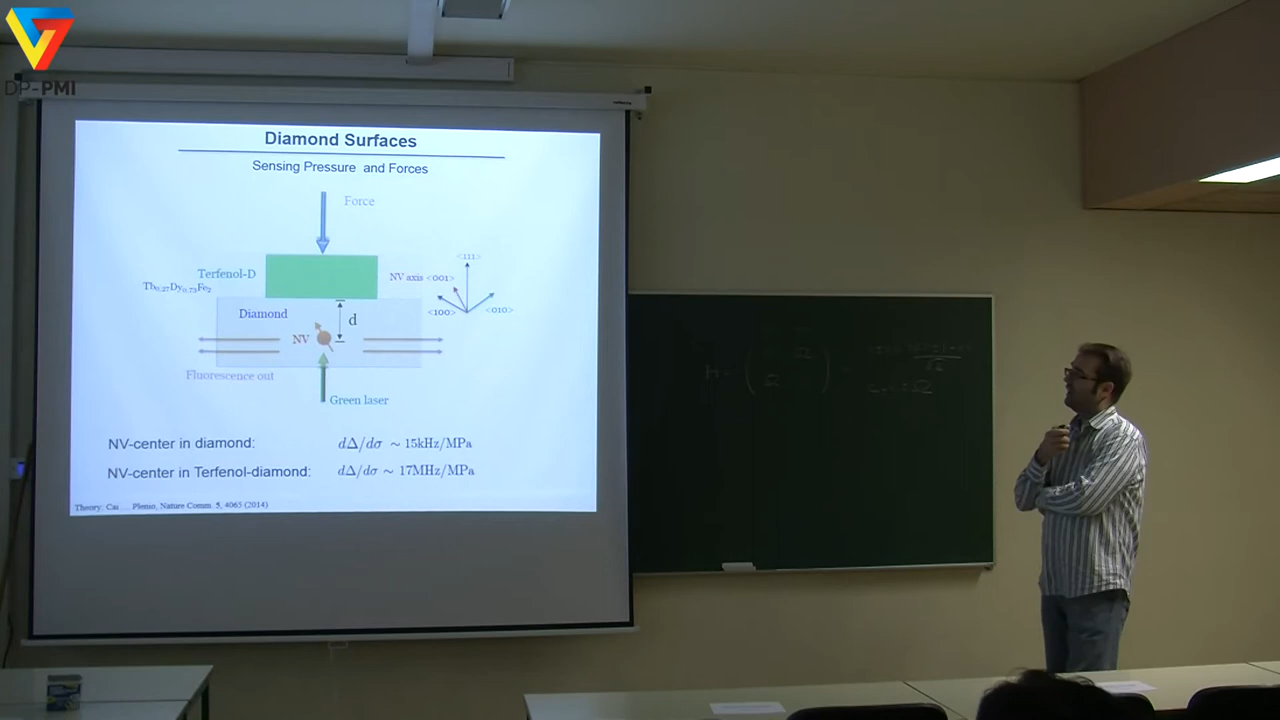 DP-PMI
Diamond Surfaces
Sensing Pressure and Forces
Force
<111>
Terfenol-D
NV axis <001>
Tb0.27Dy0.73Fe2
Diamond
d
<100>
<010>
NV
Fluorescence out
Green laser
NV-center in diamond: dΔ/dσ ~ 15kHz/MPa
NV-center in Terfenol-diamond: dΔ/dσ ~ 17MHz/MPa
Theory: Cai ... Plenio, Nature Comm. 5, 4065 (2014)